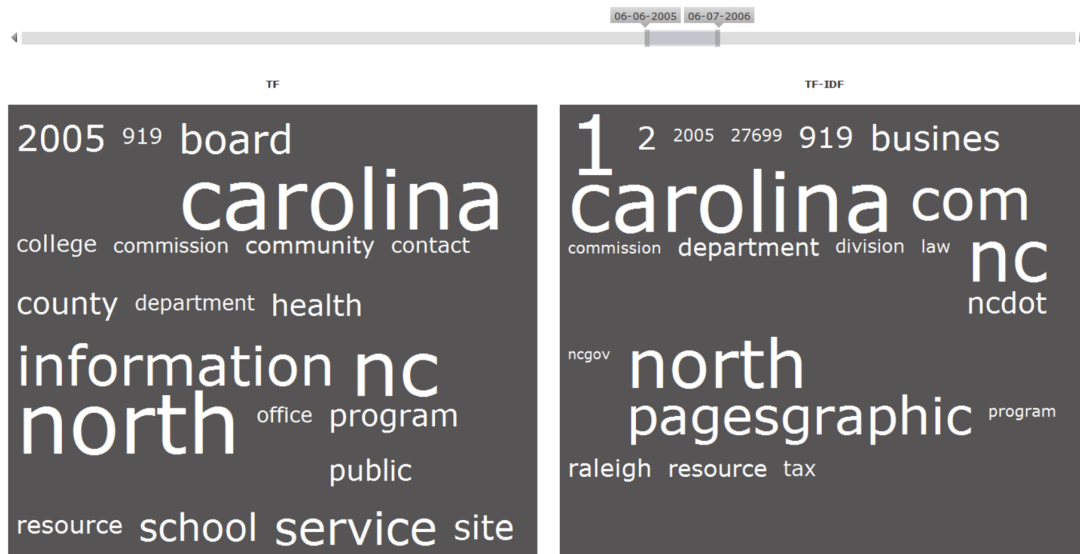 06-06-2005 06-07-2006
TF
2005 919 board
carolina
college commission community contact
county department health
information nc
north office program
public
resource school service site
TF-IDF
1 2 2005 27699 919 busines
carolina com
commission department division law nc
ncdot
ncgov north
pagesgraphic program
raleigh resource tax